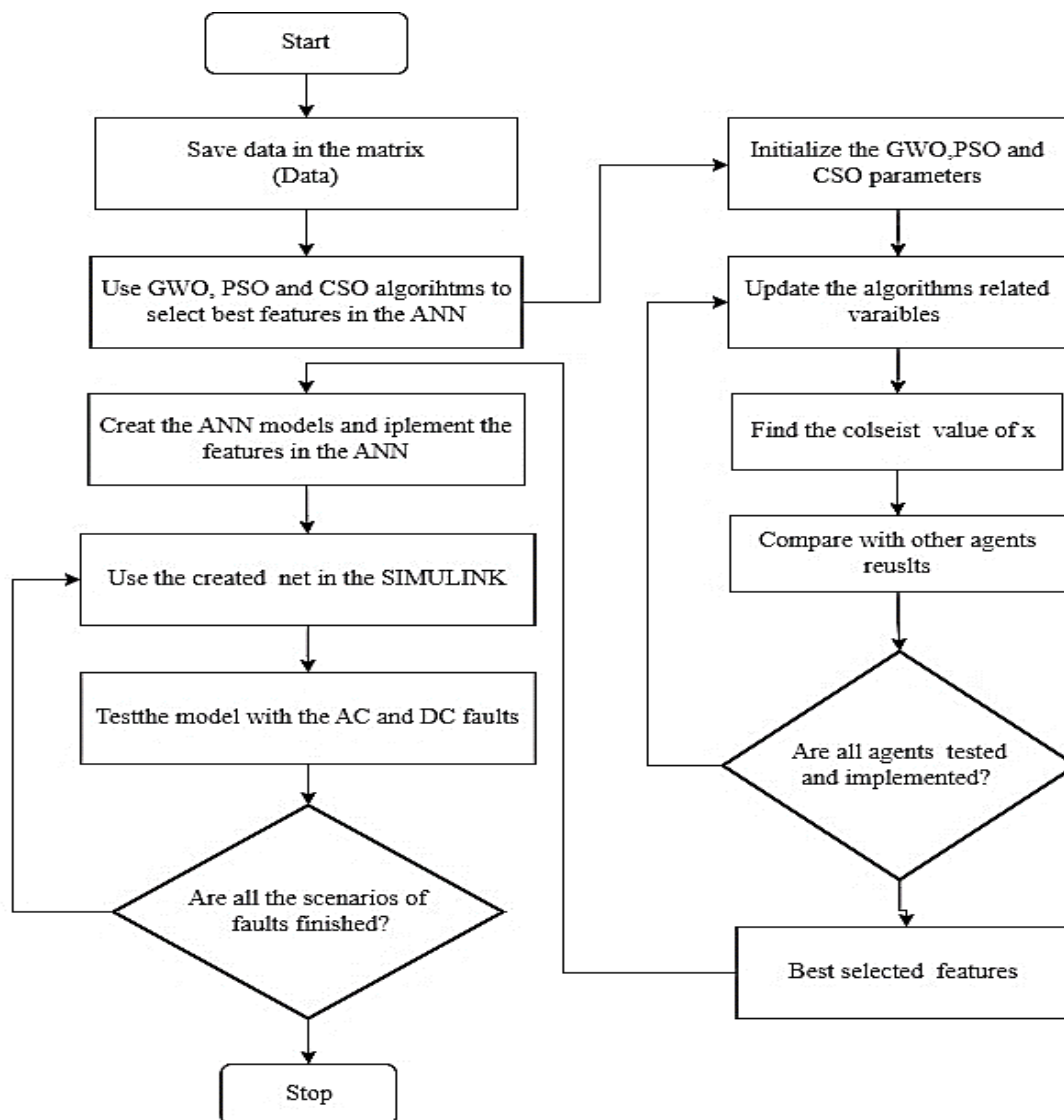 Start
Save data in the matrix
(Data)
Use GWO, PSO and CSO algorihtms to
select best features in the ANN
Creat the ANN models and iplement the
features in the ANN
Use the created net in the SIMULINK
Testthe model with the AC and DC faults
Are all the scenarios of
faults finished?
Stop
Initialize the GWO,PSO and
CSO parameters
Update the algorithms related
varaibles
Find the colseist value of x
Compare with other agents
reuslts
Are all agents tested
and implemented?
Best selected features